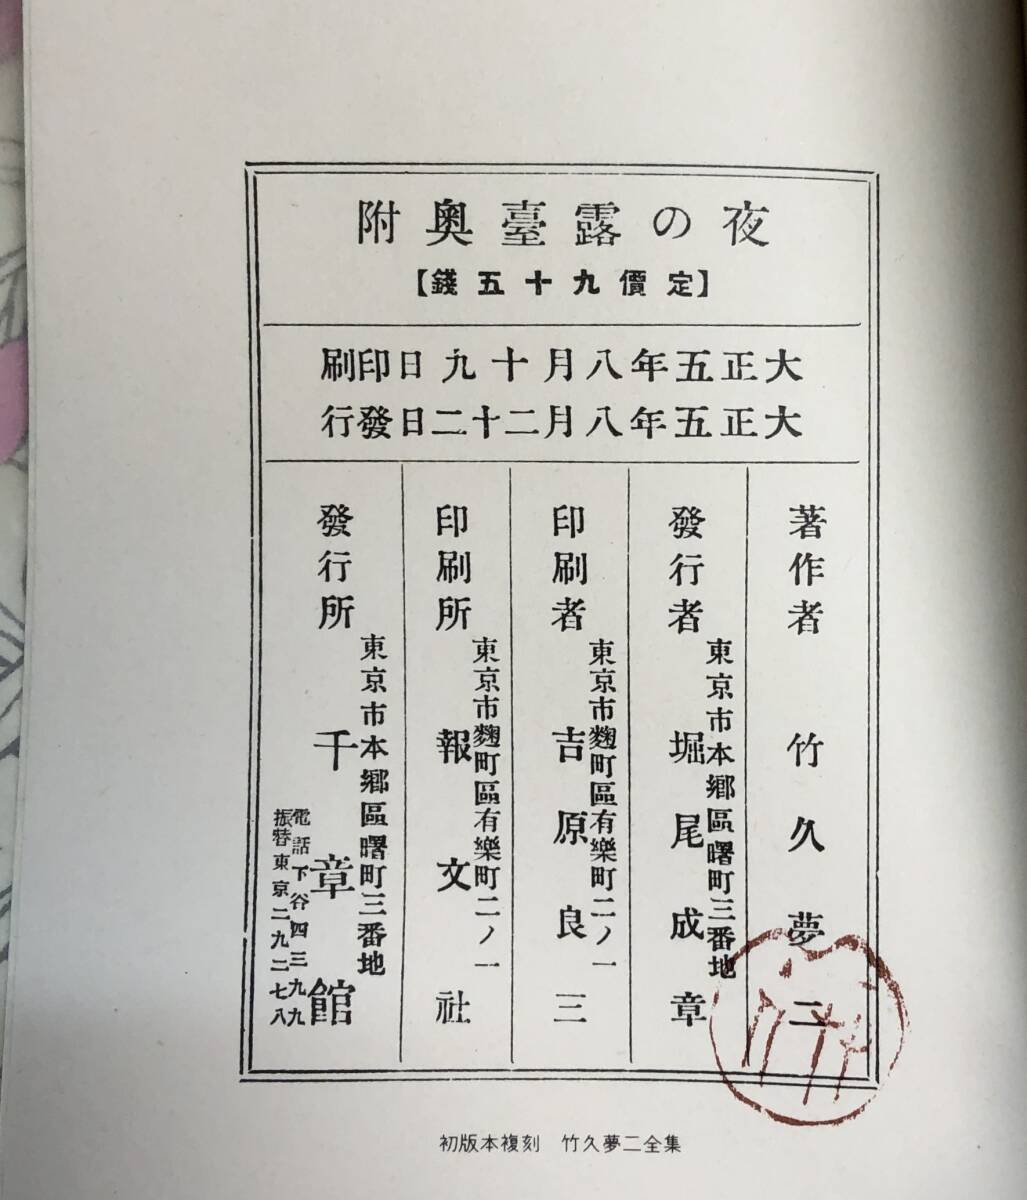 夜の露臺奧附
【定價九十五錢】
大正五年八月十九日印刷
大正五年八月二十二日發行
著作者 竹久夢二
發行者 東京市本鄉區曙町三番地 堀尾成章
印刷者 東京市麴町區有樂町二ノ一 吉原良三
印刷所 東京市麴町區有樂町二ノ一 報文社
發行所 東京市本鄉區曙町三番地 千章館
電話下谷四三九九
振替東京二九二七八
初版本複刻 竹久夢二全集